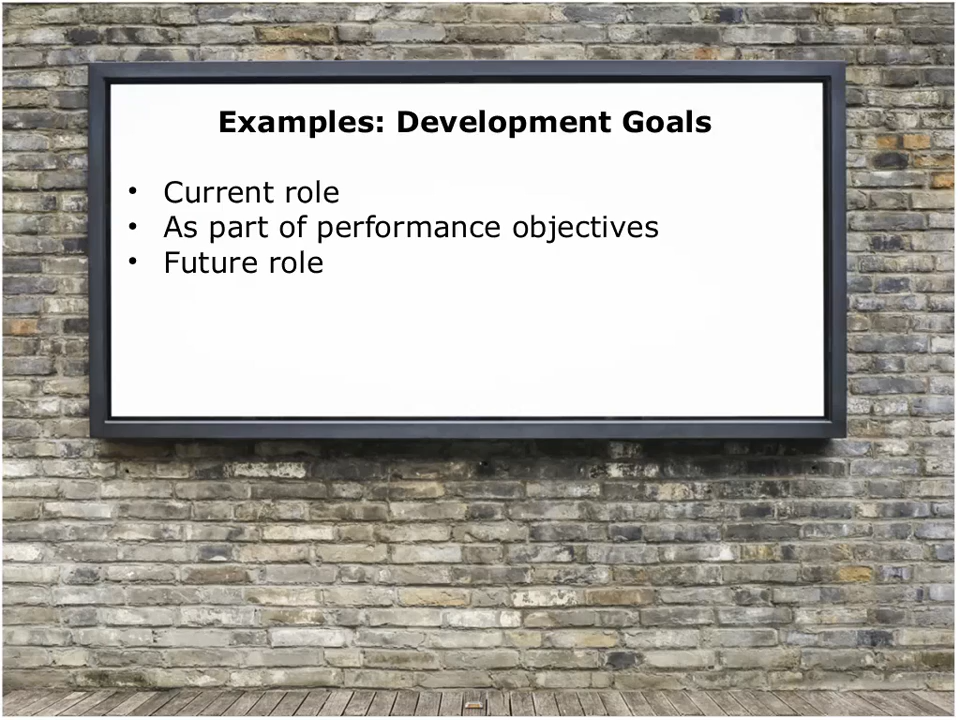 Examples: Development Goals
• Current role
• As part of performance objectives
• Future role